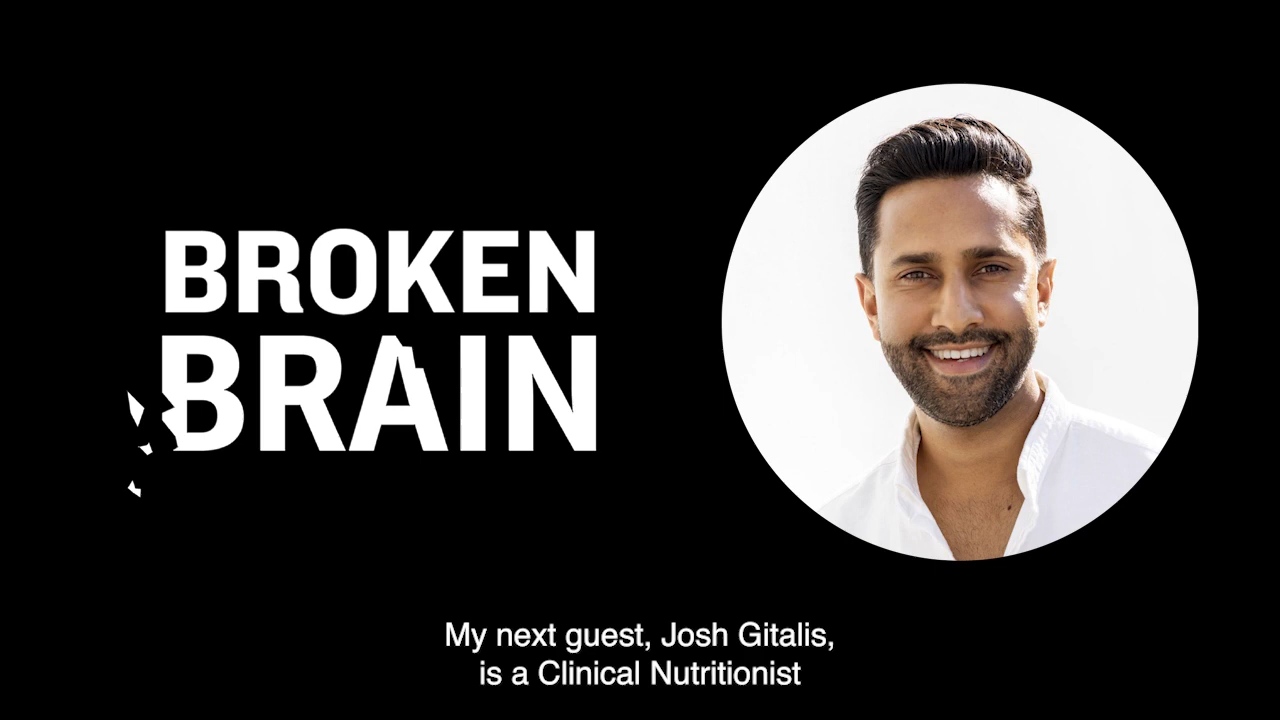 BROKEN
BRAIN
My next guest, Josh Gitalis,
is a Clinical Nutritionist